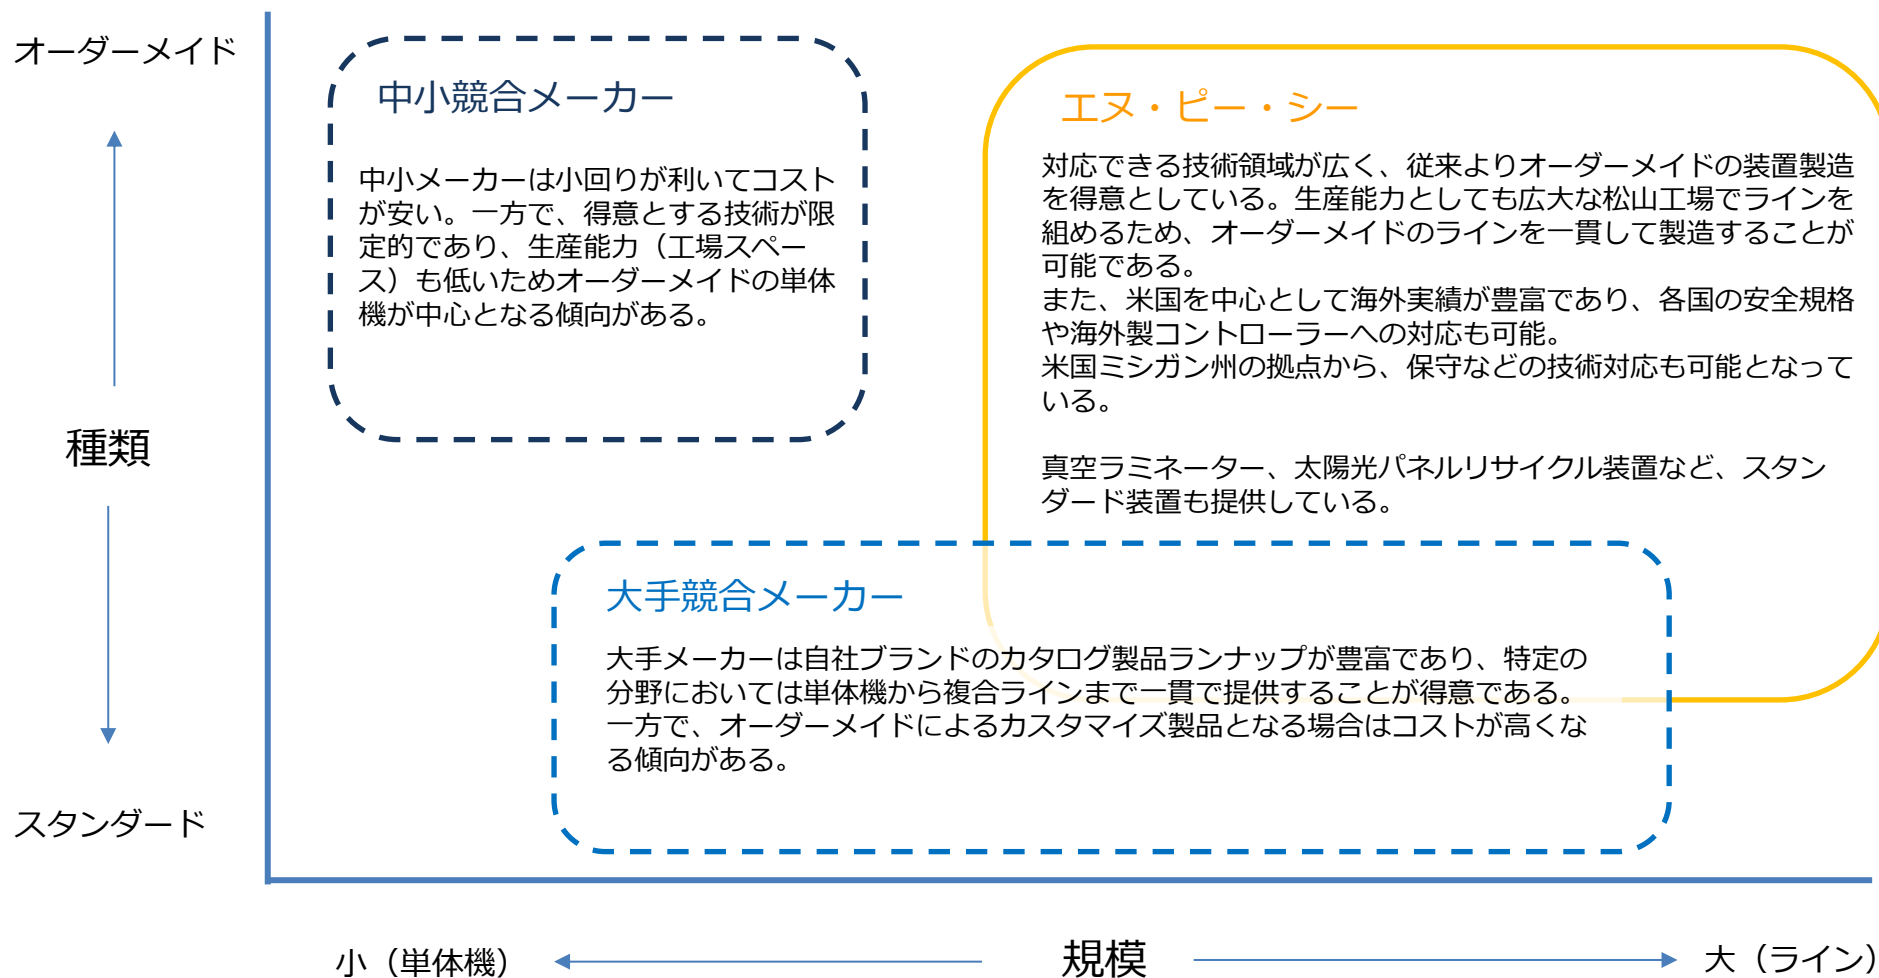 オーダーメイド
種類
スタンダード
中小競合メーカー
中小メーカーは小回りが利いてコスト
が安い。一方で、得意とする技術が限
定的であり、生産能力（工場スペー
ス）も低いためオーダーメイドの単体
機が中心となる傾向がある。
エヌ・ピー・シー
対応できる技術領域が広く、従来よりオーダーメイドの装置製造
を得意としている。生産能力としても広大な松山工場でラインを
組めるため、オーダーメイドのラインを一貫して製造することが
可能である。
また、米国を中心として海外実績が豊富であり、各国の安全規格
や海外製コントローラーへの対応も可能。
米国ミシガン州の拠点から、保守などの技術対応も可能となって
いる。
真空ラミネーター、太陽光パネルリサイクル装置など、スタン
ダード装置も提供している。
大手競合メーカー
大手メーカーは自社ブランドのカタログ製品ランナップが豊富であり、特定の
分野においては単体機から複合ラインまで一貫で提供することが得意である。
一方で、オーダーメイドによるカスタマイズ製品となる場合はコストが高くな
る傾向がある。
小（単体機）
規模
大（ライン）